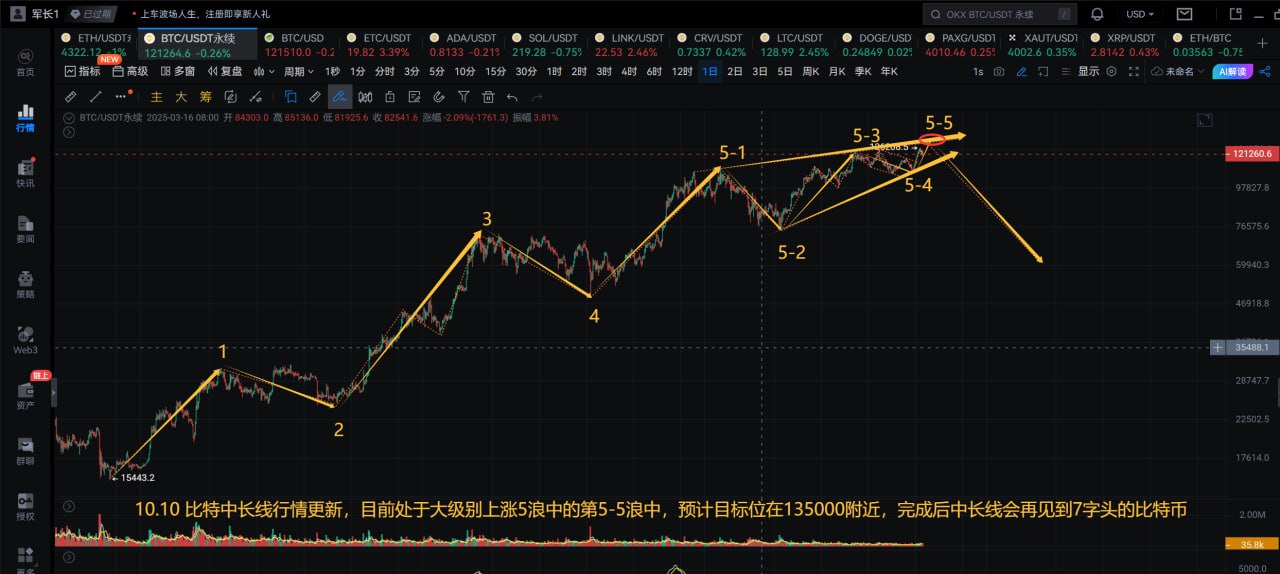 军长1 已过期 上车波场人生，注册即享新人礼 OKX BTC/USDT 永续 / USD
ETH/USDT永 BTC/USDT永续 BTC/USD ETC/USDT ADA/USDT SOL/USDT LINK/USDT CRV/USDT LTC/USDT DOGE/USD PAXG/USDT XAUT/USDT XRP/USDT ETH/BTC
4322.12 -1% 121264.6 -0.26% 121510.0 -0.2 19.82 3.39% 0.8133 -0.21% 219.28 -0.75% 22.53 2.46% 0.7337 0.42% 128.99 2.45% 0.24849 0.02% 4010.46 0.25% 4002.6 0.35% 2.8142 0.43% 0.03563 -0.75
NEW
指标 高级 多窗 复盘 周期 1秒 1分 分时 3分 5分 10分 15分 30分 1时 2时 3时 4时 6时 12时 1日 2日 3日 5日 周K 月K 季K 年K 1s 显示 未命名 AI解读
主 大 筹
BTC/USDT永续 2025-03-16 08:00 开 84303.0 高 85136.0 低 81925.6 收 82541.6 涨幅 -2.09%(-1761.3) 振幅 3.81%
首页
行情
快讯
要闻
策略
Web3
链上
资产
群聊
授权
更多
5-5
5-3
126268.5
5-1
121260.6
5-4
97827.8
3
76575.6
5-2
59940.3
46918.8
4
1
35488.1
28747.7
2
22502.5
17614.0
15443.2
10.10 比特中长线行情更新，目前处于大级别上涨5浪中的第5-5浪中，预计目标位在135000附近，完成后中长线会再见到7字头的比特币
2.00M
35.8k
5000.0